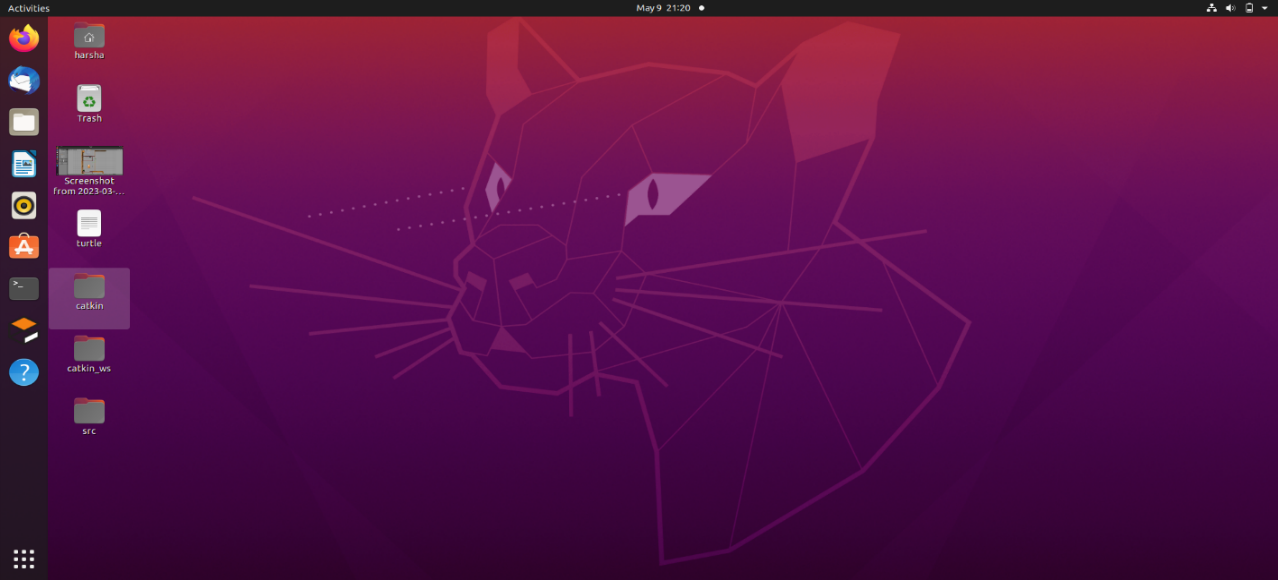 Activities
May 9 21:20
harsha
Trash
Screenshot
from 2023-03-...
turtle
catkin
catkin_ws
src